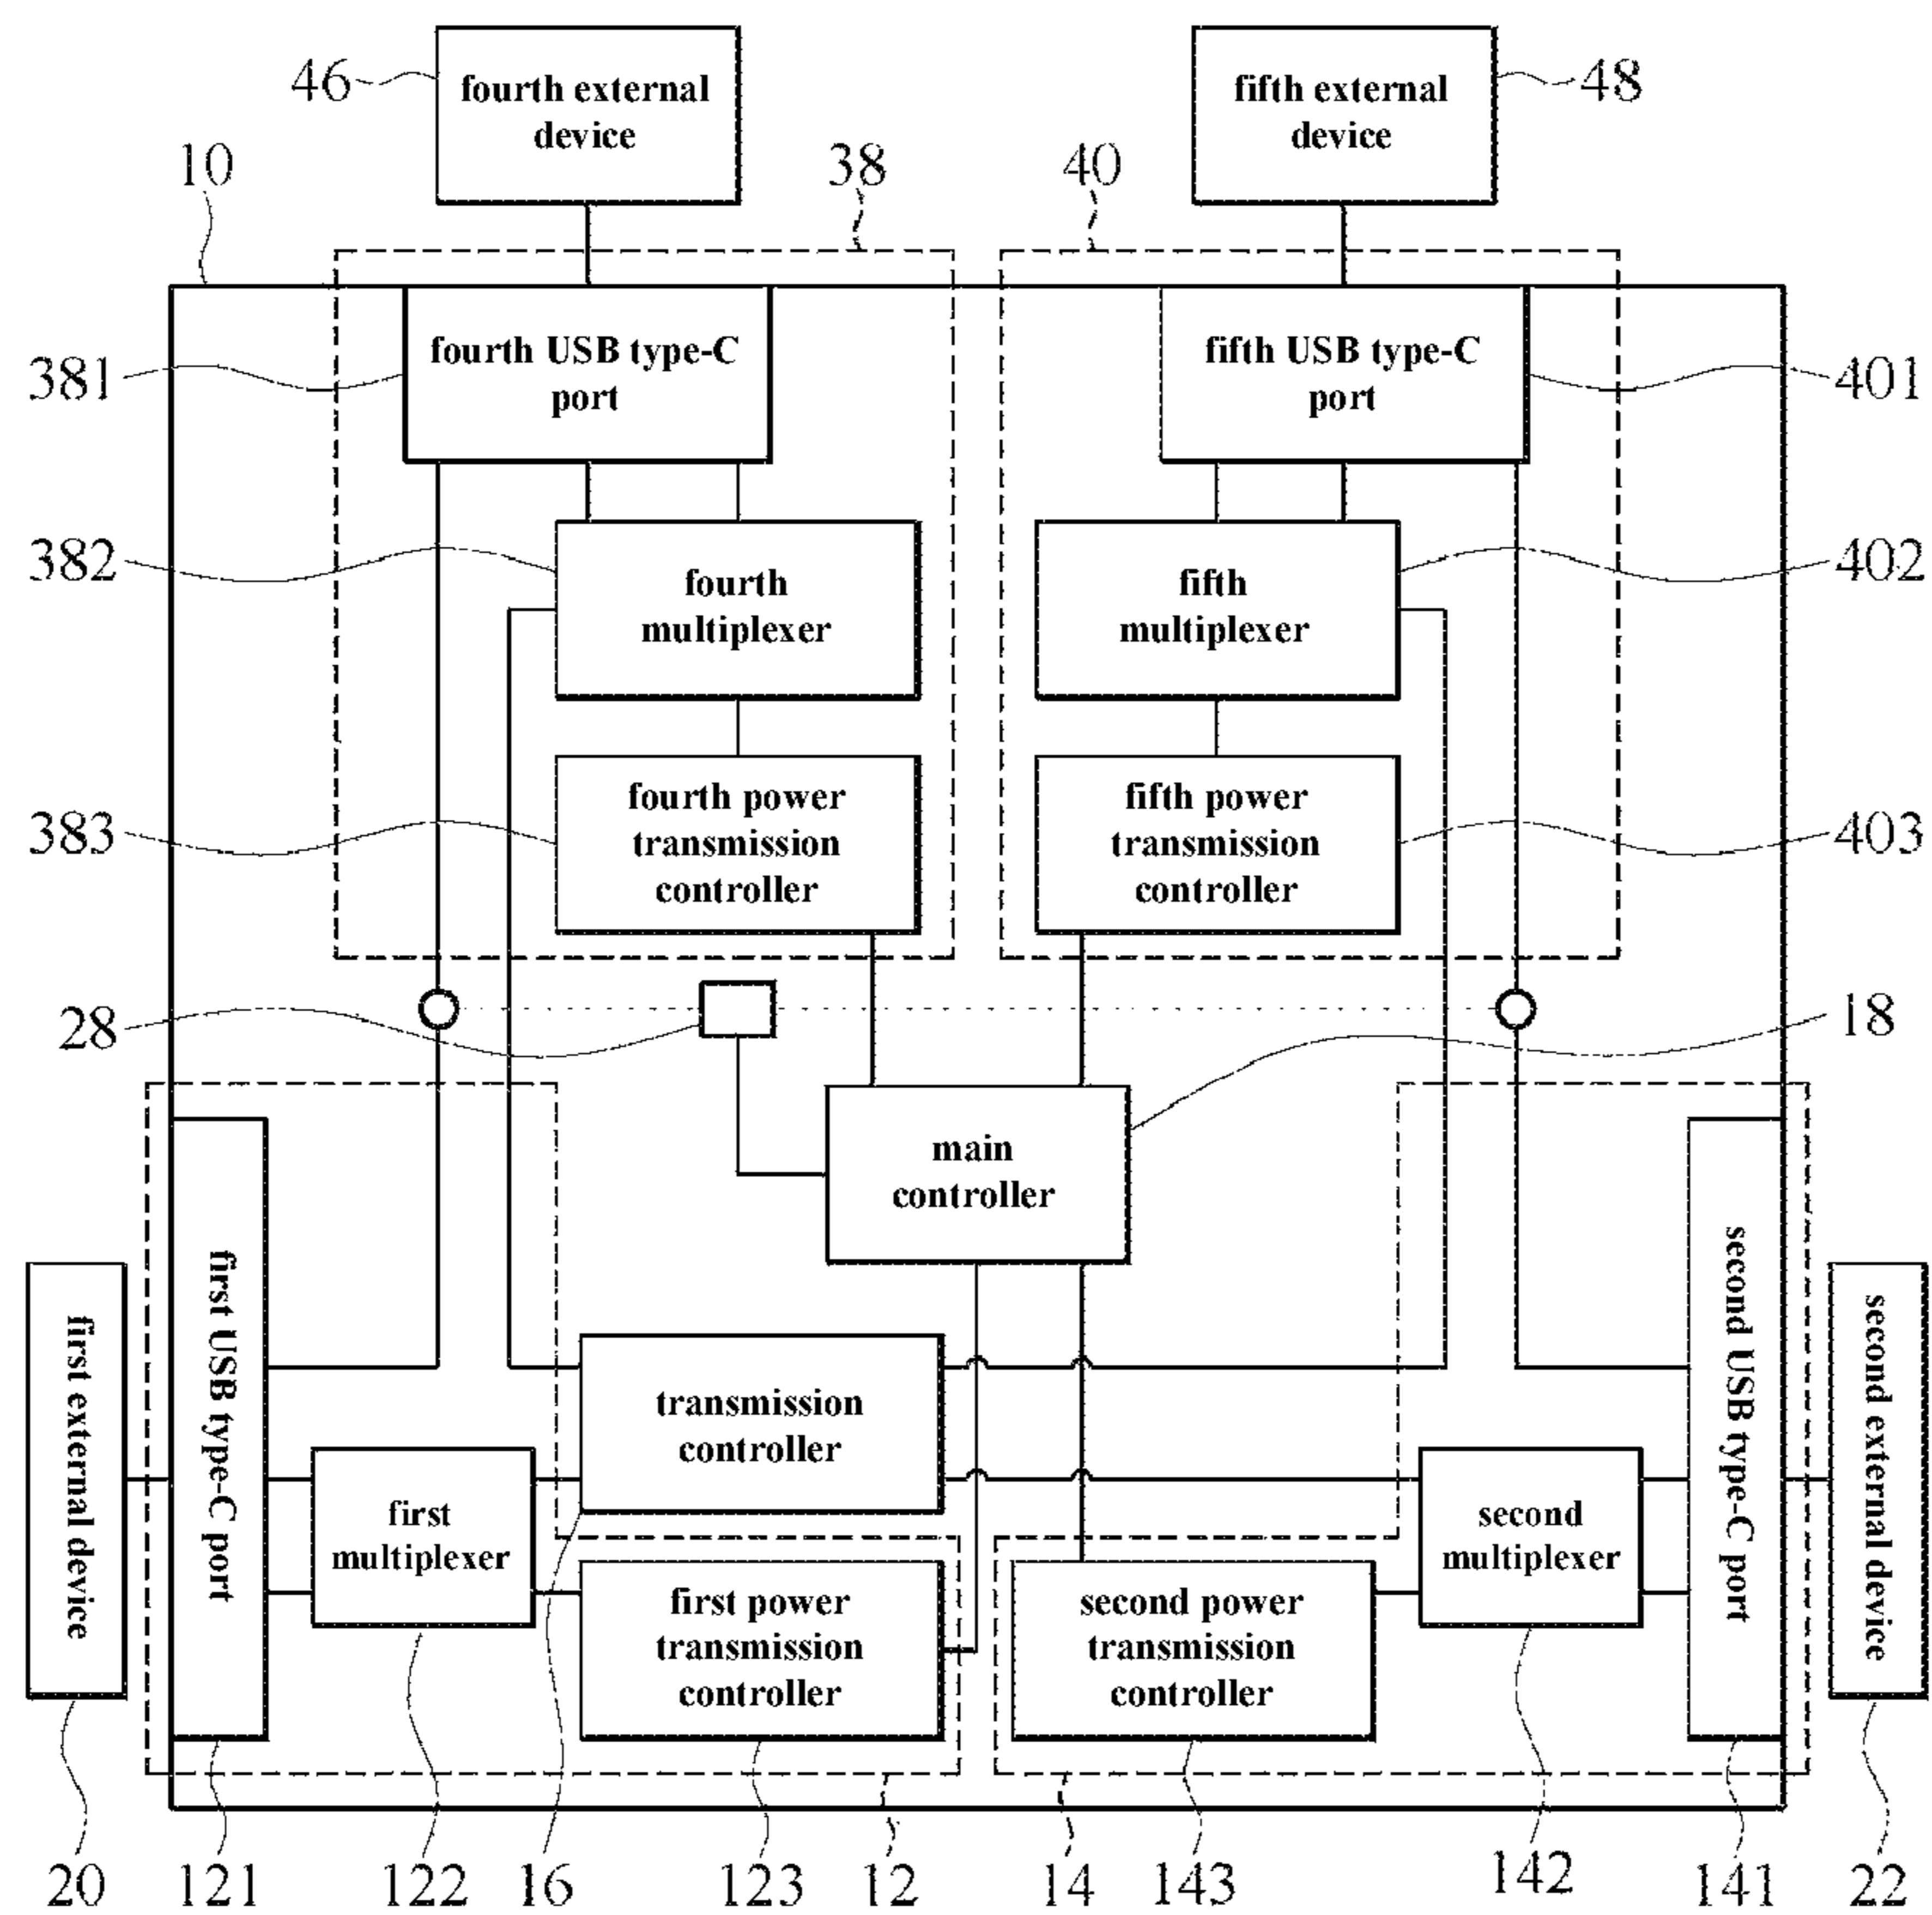 46
fourth external
device
fifth external
device
48
10
38
40
381
fourth USB type-C
port
fifth USB type-C
port
401
382
fourth
multiplexer
fifth
multiplexer
402
383
fourth power
transmission
controller
fifth power
transmission
controller
403
28
18
main
controller
first external device
first USB type-C port
transmission
controller
first
multiplexer
first power
transmission
controller
second power
transmission
controller
second
multiplexer
second USB type-C port
second external device
20
121
122
16
123
12
14
143
142
141
22